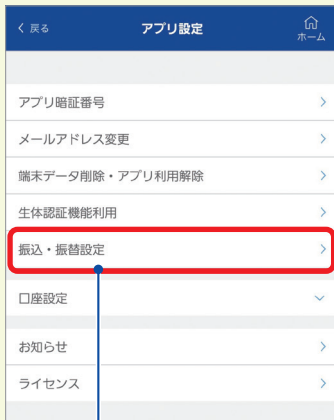 戻る
アプリ設定
ホーム
アプリ暗証番号
メールアドレス変更
端末データ削除・アプリ利用解除
生体認証機能利用
振込・振替設定
口座設定
お知らせ
ライセンス